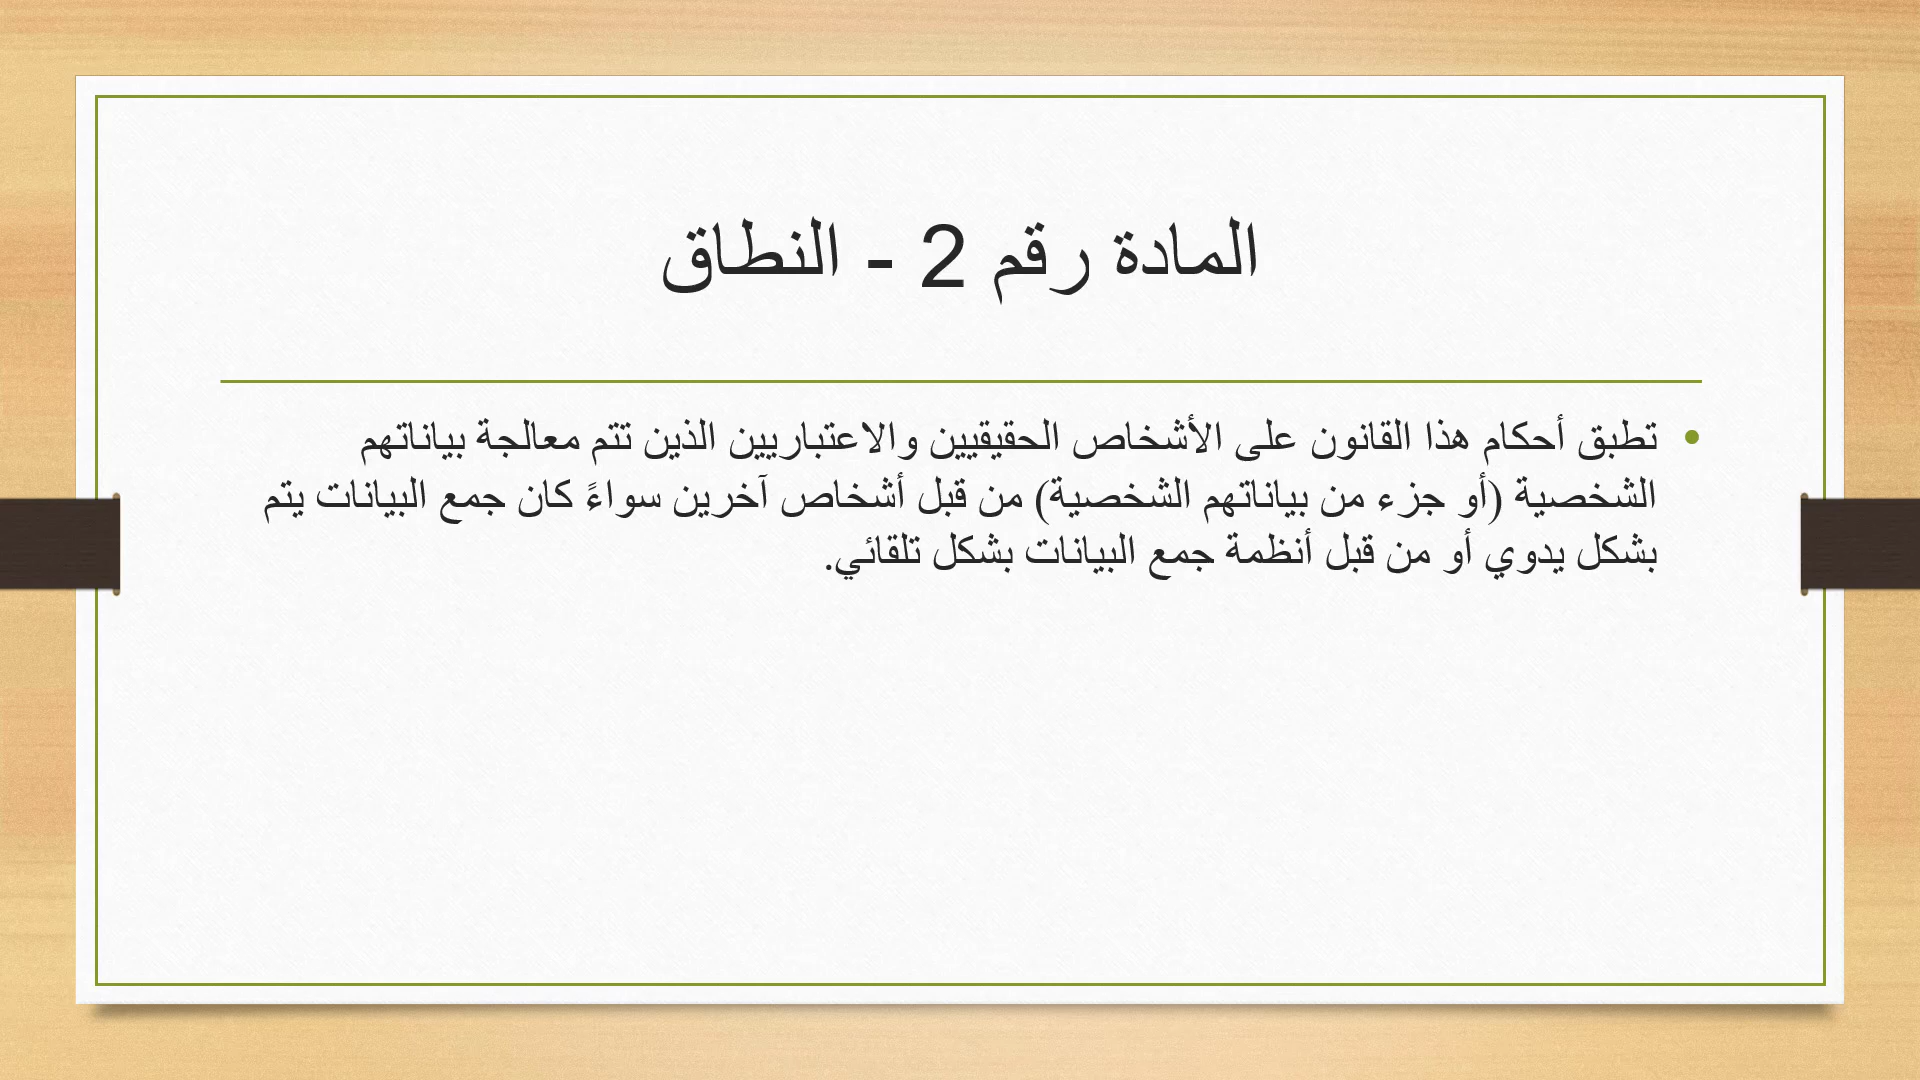 المادة رقم 2 - النطاق
• تطبق أحكام هذا القانون على الأشخاص الحقيقيين والاعتباريين الذين تتم معالجة بياناتهم
الشخصية (أو جزء من بياناتهم الشخصية) من قبل أشخاص آخرين سواءً كان جمع البيانات يتم
بشكل يدوي أو من قبل أنظمة جمع البيانات بشكل تلقائي.